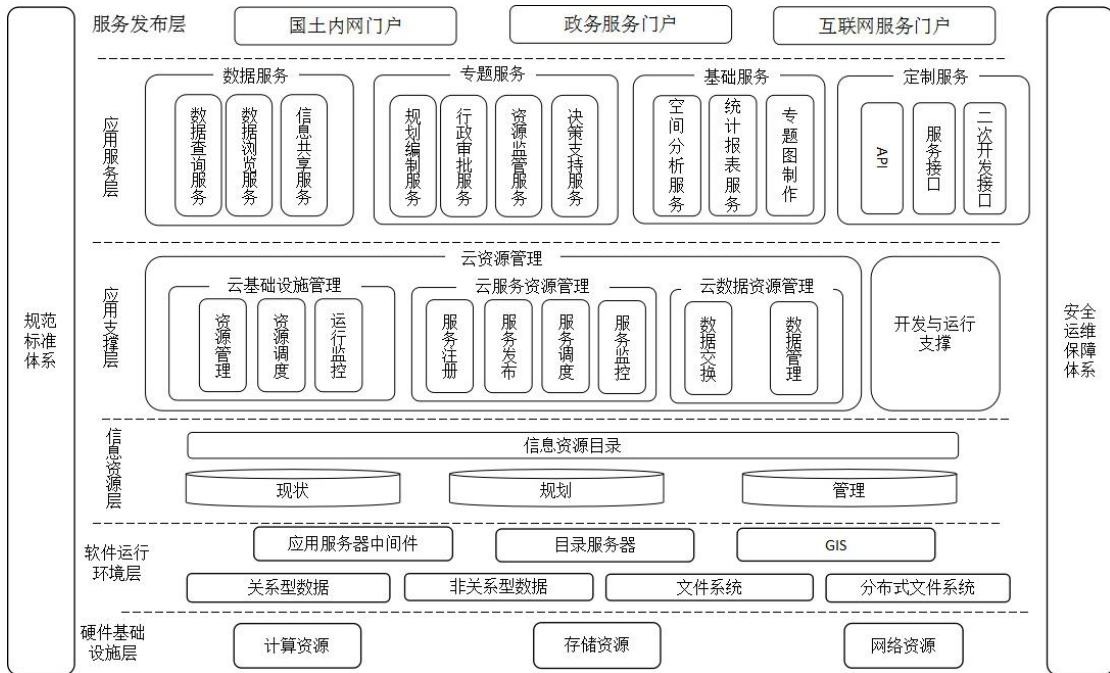 服务发布层
国土内网门户
政务服务门户
互联网服务门户
应用服务层
数据服务
数据查询服务
数据浏览服务
信息共享服务
专题服务
规划编制服务
行政审批服务
资源监管服务
决策支持服务
基础服务
空间分析服务
统计报表服务
专题图制作
定制服务
API
服务接口
二次开发接口
规范
标准
体系
应用支撑层
云资源管理
云基础设施管理
资源管理
资源调度
运行监控
云服务资源管理
服务注册
服务发布
服务调度
服务监控
云数据资源管理
数据交换
数据管理
开发与运行
支撑
安全
运维
保障
体系
信息资源层
信息资源目录
现状
规划
管理
软件运行
环境层
应用服务器中间件
目录服务器
GIS
关系型数据
非关系型数据
文件系统
分布式文件系统
硬件基础
设施层
计算资源
存储资源
网络资源